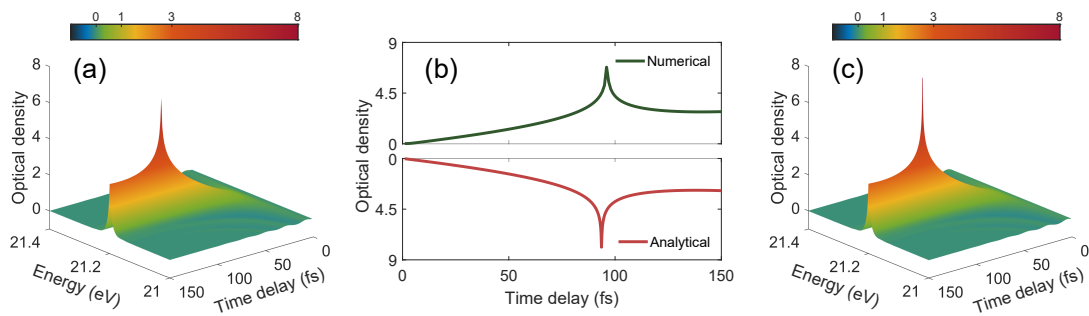 0 1 3 8
(a)
8
6
4
2
0
Optical density
21.4
21.2
21
Energy (eV)
150
100
50
0
Time delay (fs)
(b)
9
4.5
0
Numerical
Optical density
0
4.5
9
Analytical
0 50 100 150
Time delay (fs)
0 1 3 8
(c)
8
6
4
2
0
Optical density
21.4
21.2
21
Energy (eV)
150
100
50
0
Time delay (fs)